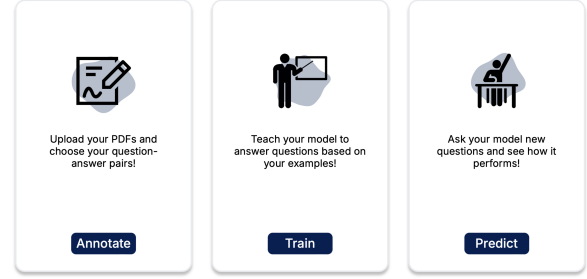 Upload your PDFs and
choose your question-
answer pairs!
Annotate
Teach your model to
answer questions based on
your examples!
Train
Ask your model new
questions and see how it
performs!
Predict